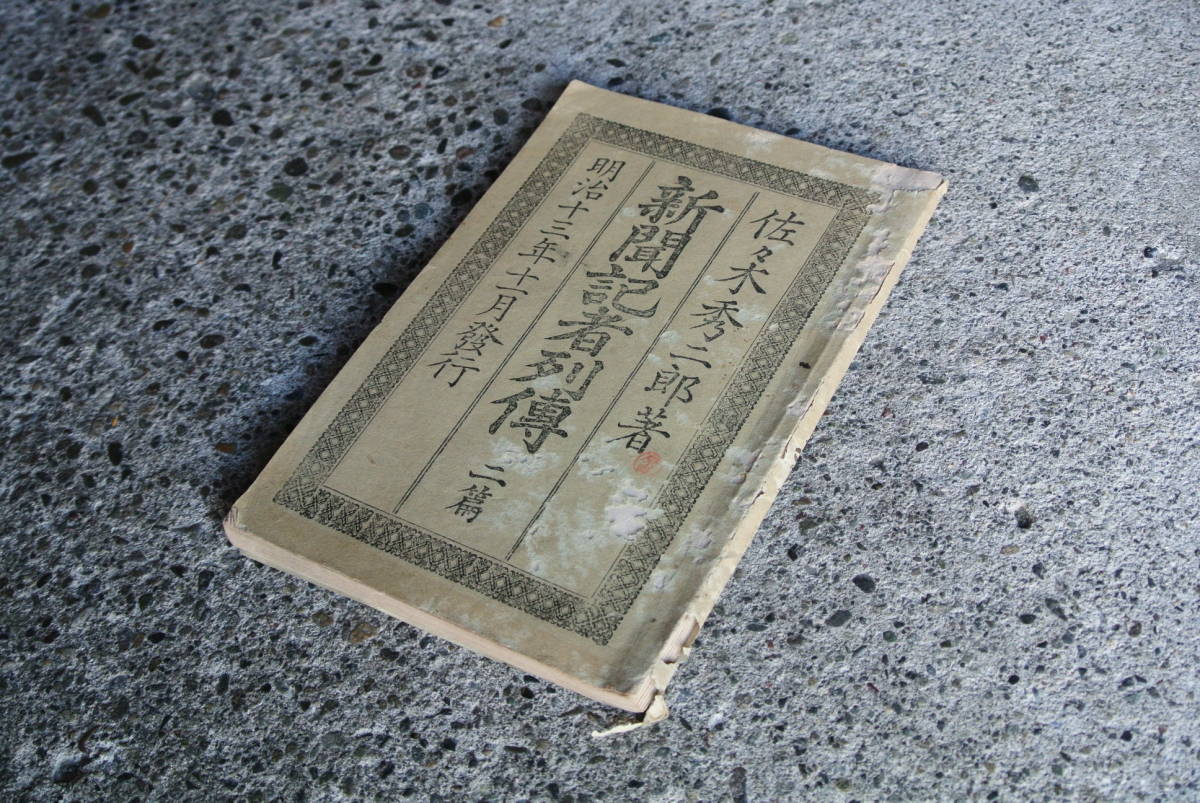 佐々木秀二郎著
新聞記者列傳 二篇
明治十三年十一月發行